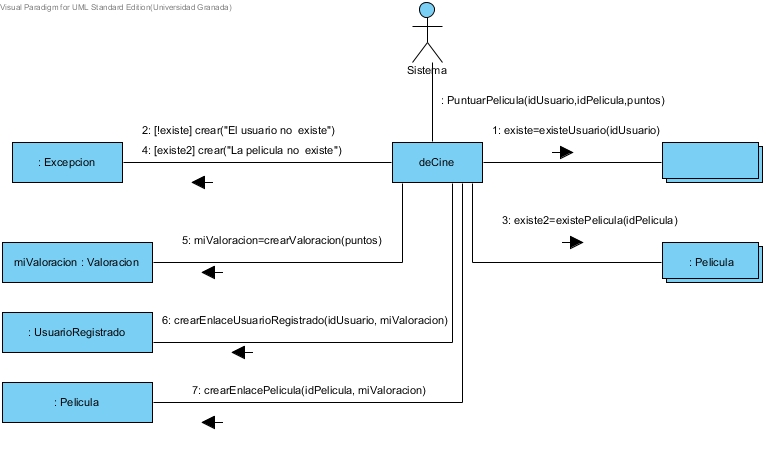 Visual Paradigm for UML Standard Edition(Universidad Granada)
Sistema
: PuntuarPelicula(idUsuario,idPelicula,puntos)
2: [!existe] crear("El usuario no existe")
1: existe=existeUsuario(idUsuario)
4: [existe2] crear("La pelicula no existe")
: Excepcion
deCine
3: existe2=existePelicula(idPelicula)
5: miValoracion=crearValoracion(puntos)
miValoracion : Valoracion
: Pelicula
6: crearEnlaceUsuarioRegistrado(idUsuario, miValoracion)
: UsuarioRegistrado
7: crearEnlacePelicula(idPelicula, miValoracion)
: Pelicula